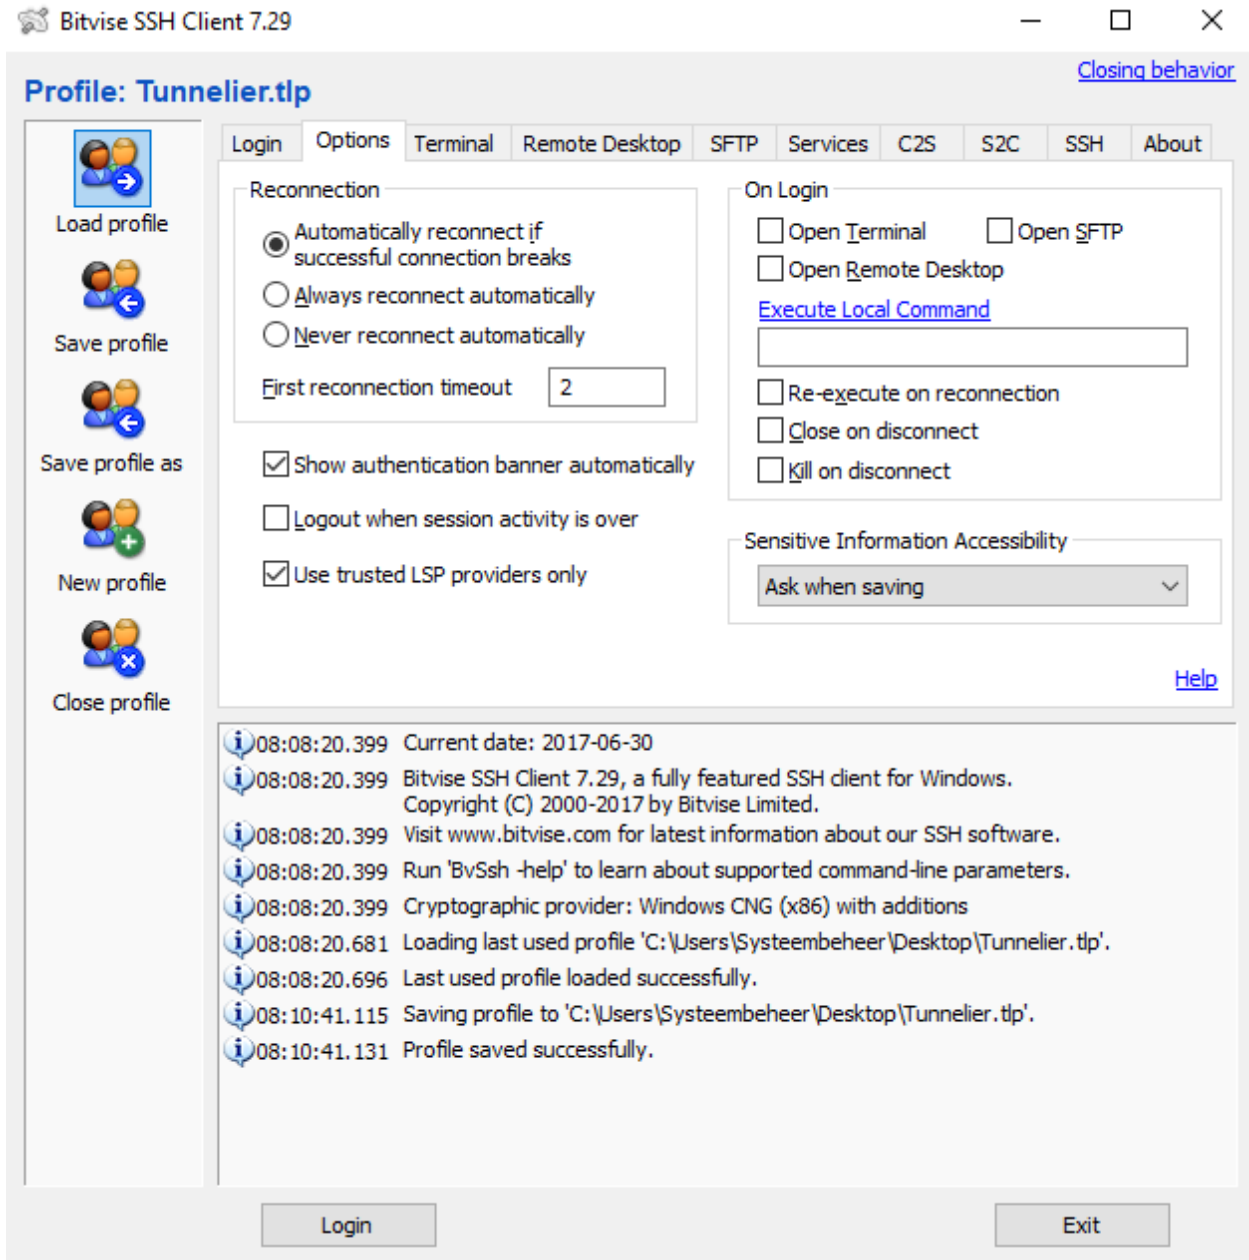 Bitvise SSH Client 7.29
Closing behavior
Profile: Tunnelier.tlp
Load profile
Save profile
Save profile as
New profile
Close profile
Login Options Terminal Remote Desktop SFTP Services C2S S2C SSH About
Reconnection
Automatically reconnect if
successful connection breaks
Always reconnect automatically
Never reconnect automatically
First reconnection timeout 2
Show authentication banner automatically
Logout when session activity is over
Use trusted LSP providers only
On Login
Open Terminal Open SFTP
Open Remote Desktop
Execute Local Command
Re-execute on reconnection
Close on disconnect
Kill on disconnect
Sensitive Information Accessibility
Ask when saving
Help
08:08:20.399 Current date: 2017-06-30
08:08:20.399 Bitvise SSH Client 7.29, a fully featured SSH client for Windows.
Copyright (C) 2000-2017 by Bitvise Limited.
08:08:20.399 Visit www.bitvise.com for latest information about our SSH software.
08:08:20.399 Run 'BvSsh -help' to learn about supported command-line parameters.
08:08:20.399 Cryptographic provider: Windows CNG (x86) with additions
08:08:20.681 Loading last used profile 'C:\Users\Systeembeheer\Desktop\Tunnelier.tlp'.
08:08:20.696 Last used profile loaded successfully.
08:10:41.115 Saving profile to 'C:\Users\Systeembeheer\Desktop\Tunnelier.tlp'.
08:10:41.131 Profile saved successfully.
Login Exit